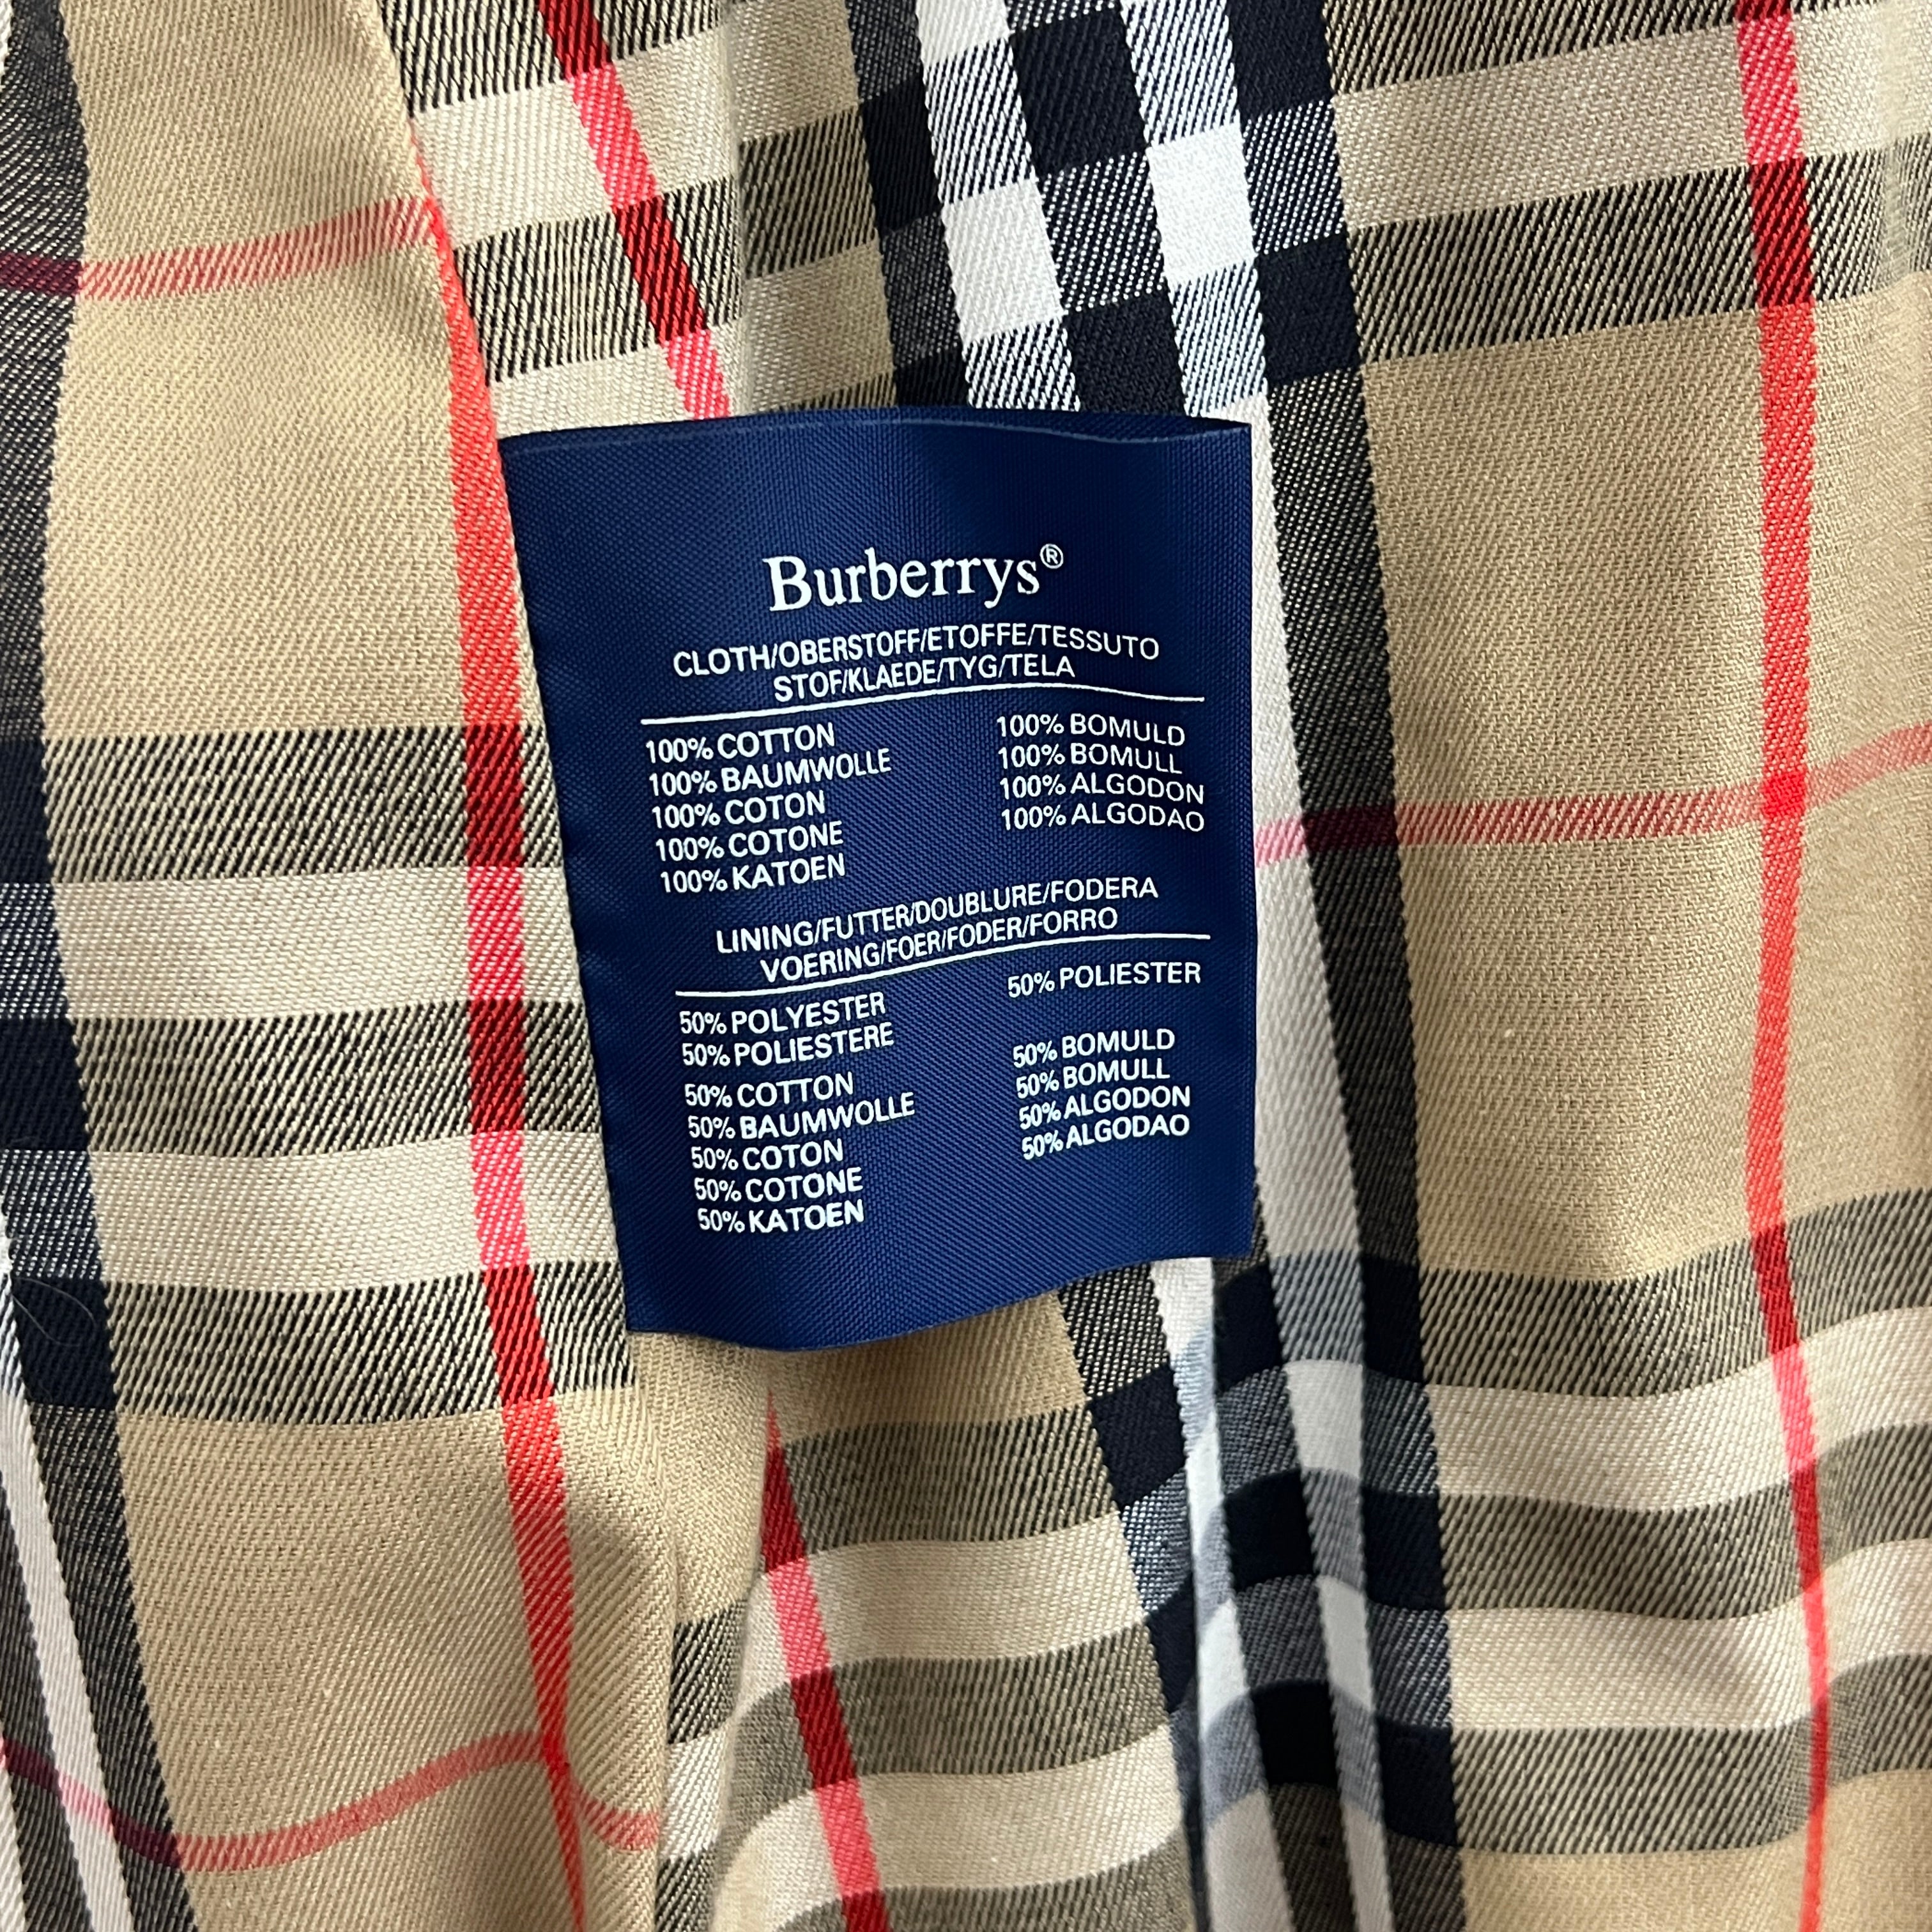 Burberrys®
CLOTH/OBERSTOFF/ETOFFE/TESSUTO
STOF/KLAEDE/TYG/TELA
100% COTTON
100% BAUMWOLLE
100% COTON
100% COTONE
100% KATOEN
100% BOMULD
100% BOMULL
100% ALGODON
100% ALGODAO
LINING/FUTTER/DOUBLURE/FODERA
VOERING/FOER/FODER/FORRO
50% POLYESTER
50% POLIESTERE
50% POLIESTER
50% COTTON
50% BAUMWOLLE
50% COTON
50% COTONE
50% KATOEN
50% BOMULD
50% BOMULL
50% ALGODON
50% ALGODAO